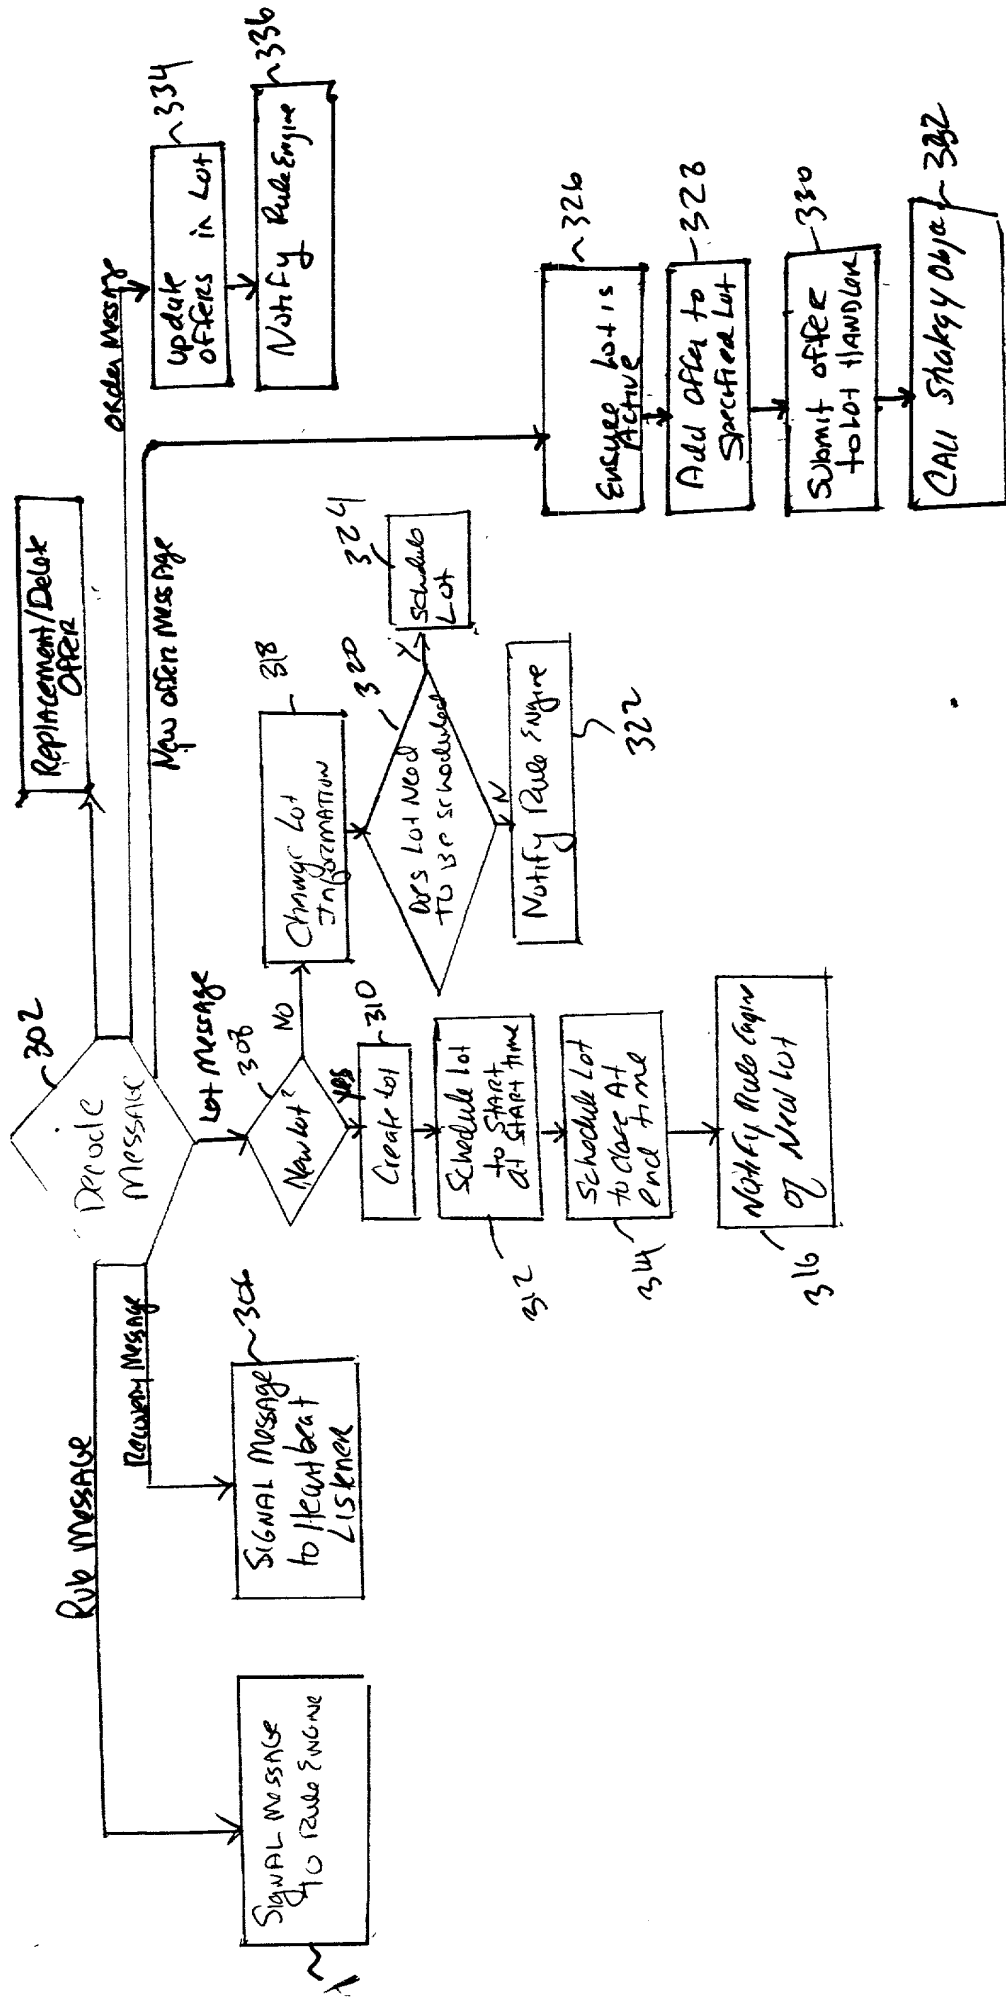 302
Decode
Message
Rule Message
Signal Message
to Rule Engine
Recovery Message
Signal Message
to Heartbeat
Listener
306
Lot Message
New Lot?
308
Yes
Create Lot
310
Schedule Lot
to START
at START time
312
Schedule Lot
to close At
end time
314
Notify Rule Engine
of New Lot
316
NO
Change Lot
Information
318
Does Lot Need
to Be scheduled
320
Y
Schedule
Lot
324
N
Notify Rule Engine
322
Replacement/Delete
OFFER
New Offer Message
Ensure Lot is
Active
326
Add Offer to
Specified Lot
328
Submit offer
to Lot HANDLER
330
CALL Strategy Object
332
Order Message
update
offers in Lot
334
Notify Rule Engine
336